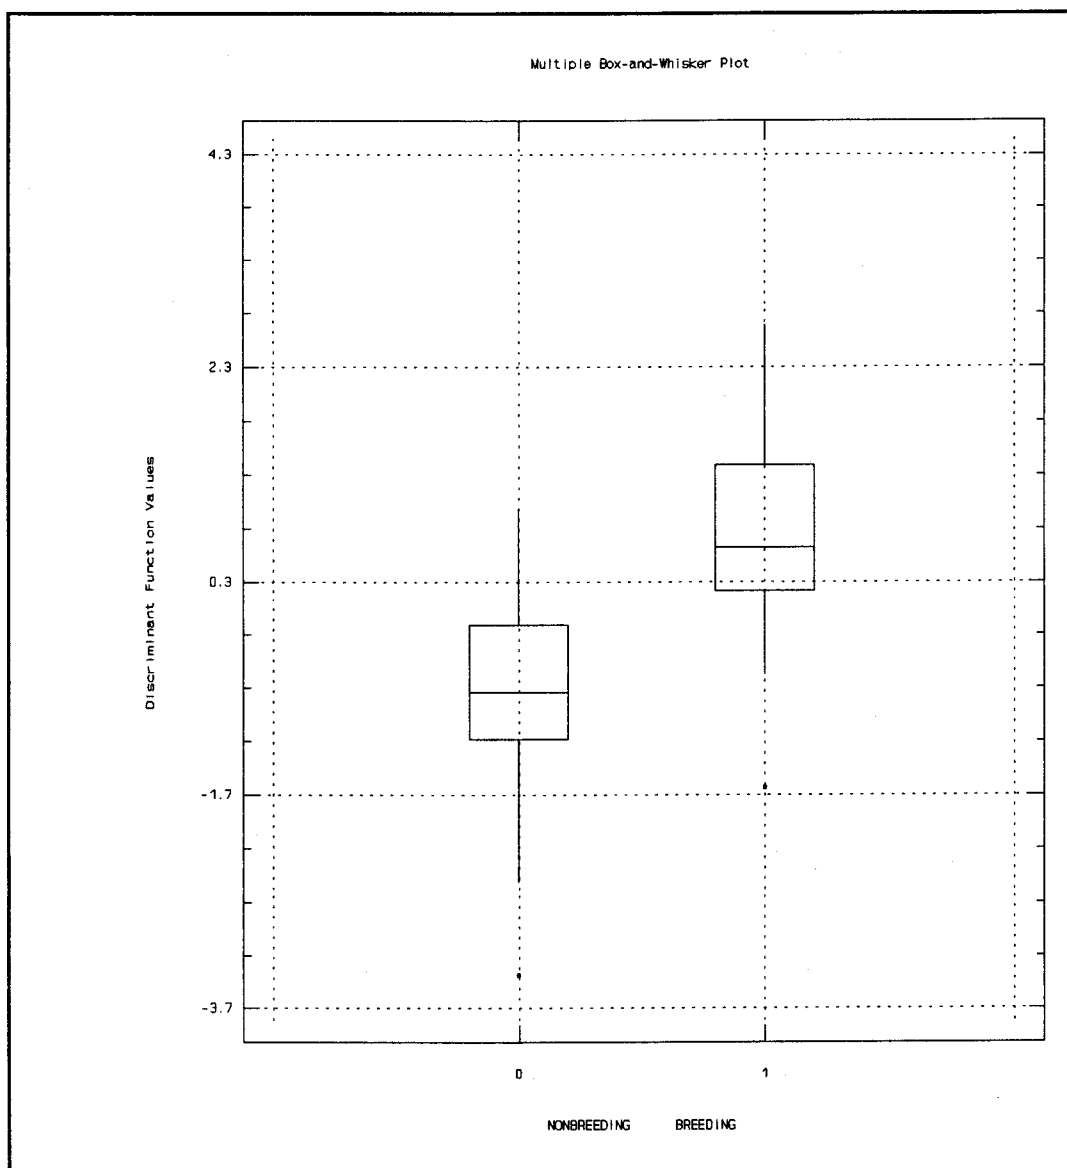 Multiple Box-and-Whisker Plot
4.3
2.3
0.3
-1.7
-3.7
Discriminant Function Values
0 1
NONBREEDING BREEDING